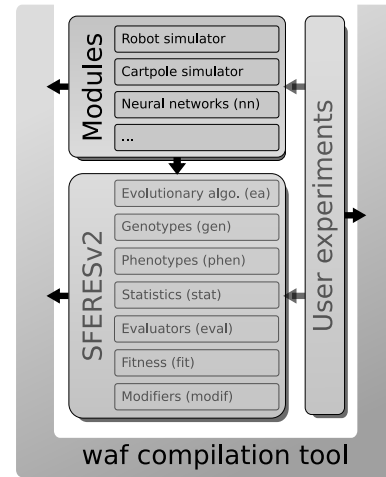 Modules
Robot simulator
Cartpole simulator
Neural networks (nn)
...
SFERESv2
Evolutionary algo. (ea)
Genotypes (gen)
Phenotypes (phen)
Statistics (stat)
Evaluators (eval)
Fitness (fit)
Modifiers (modif)
User experiments
waf compilation tool